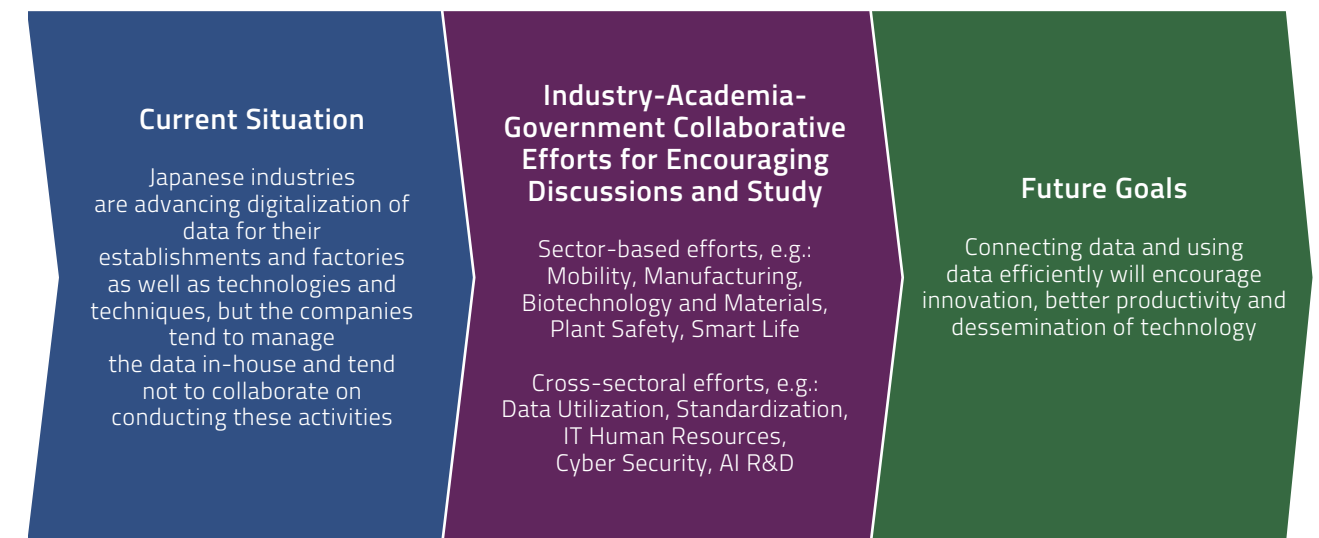 Current Situation
Japanese industries
are advancing digitalization of
data for their
establishments and factories
as well as technologies and
techniques, but the companies
tend to manage
the data in-house and tend
not to collaborate on
conducting these activities
Industry-Academia-
Government Collaborative
Efforts for Encouraging
Discussions and Study
Sector-based efforts, e.g.:
Mobility, Manufacturing,
Biotechnology and Materials,
Plant Safety, Smart Life
Cross-sectoral efforts, e.g.:
Data Utilization, Standardization,
IT Human Resources,
Cyber Security, AI R&D
Future Goals
Connecting data and using
data efficiently will encourage
innovation, better productivity and
dessemination of technology